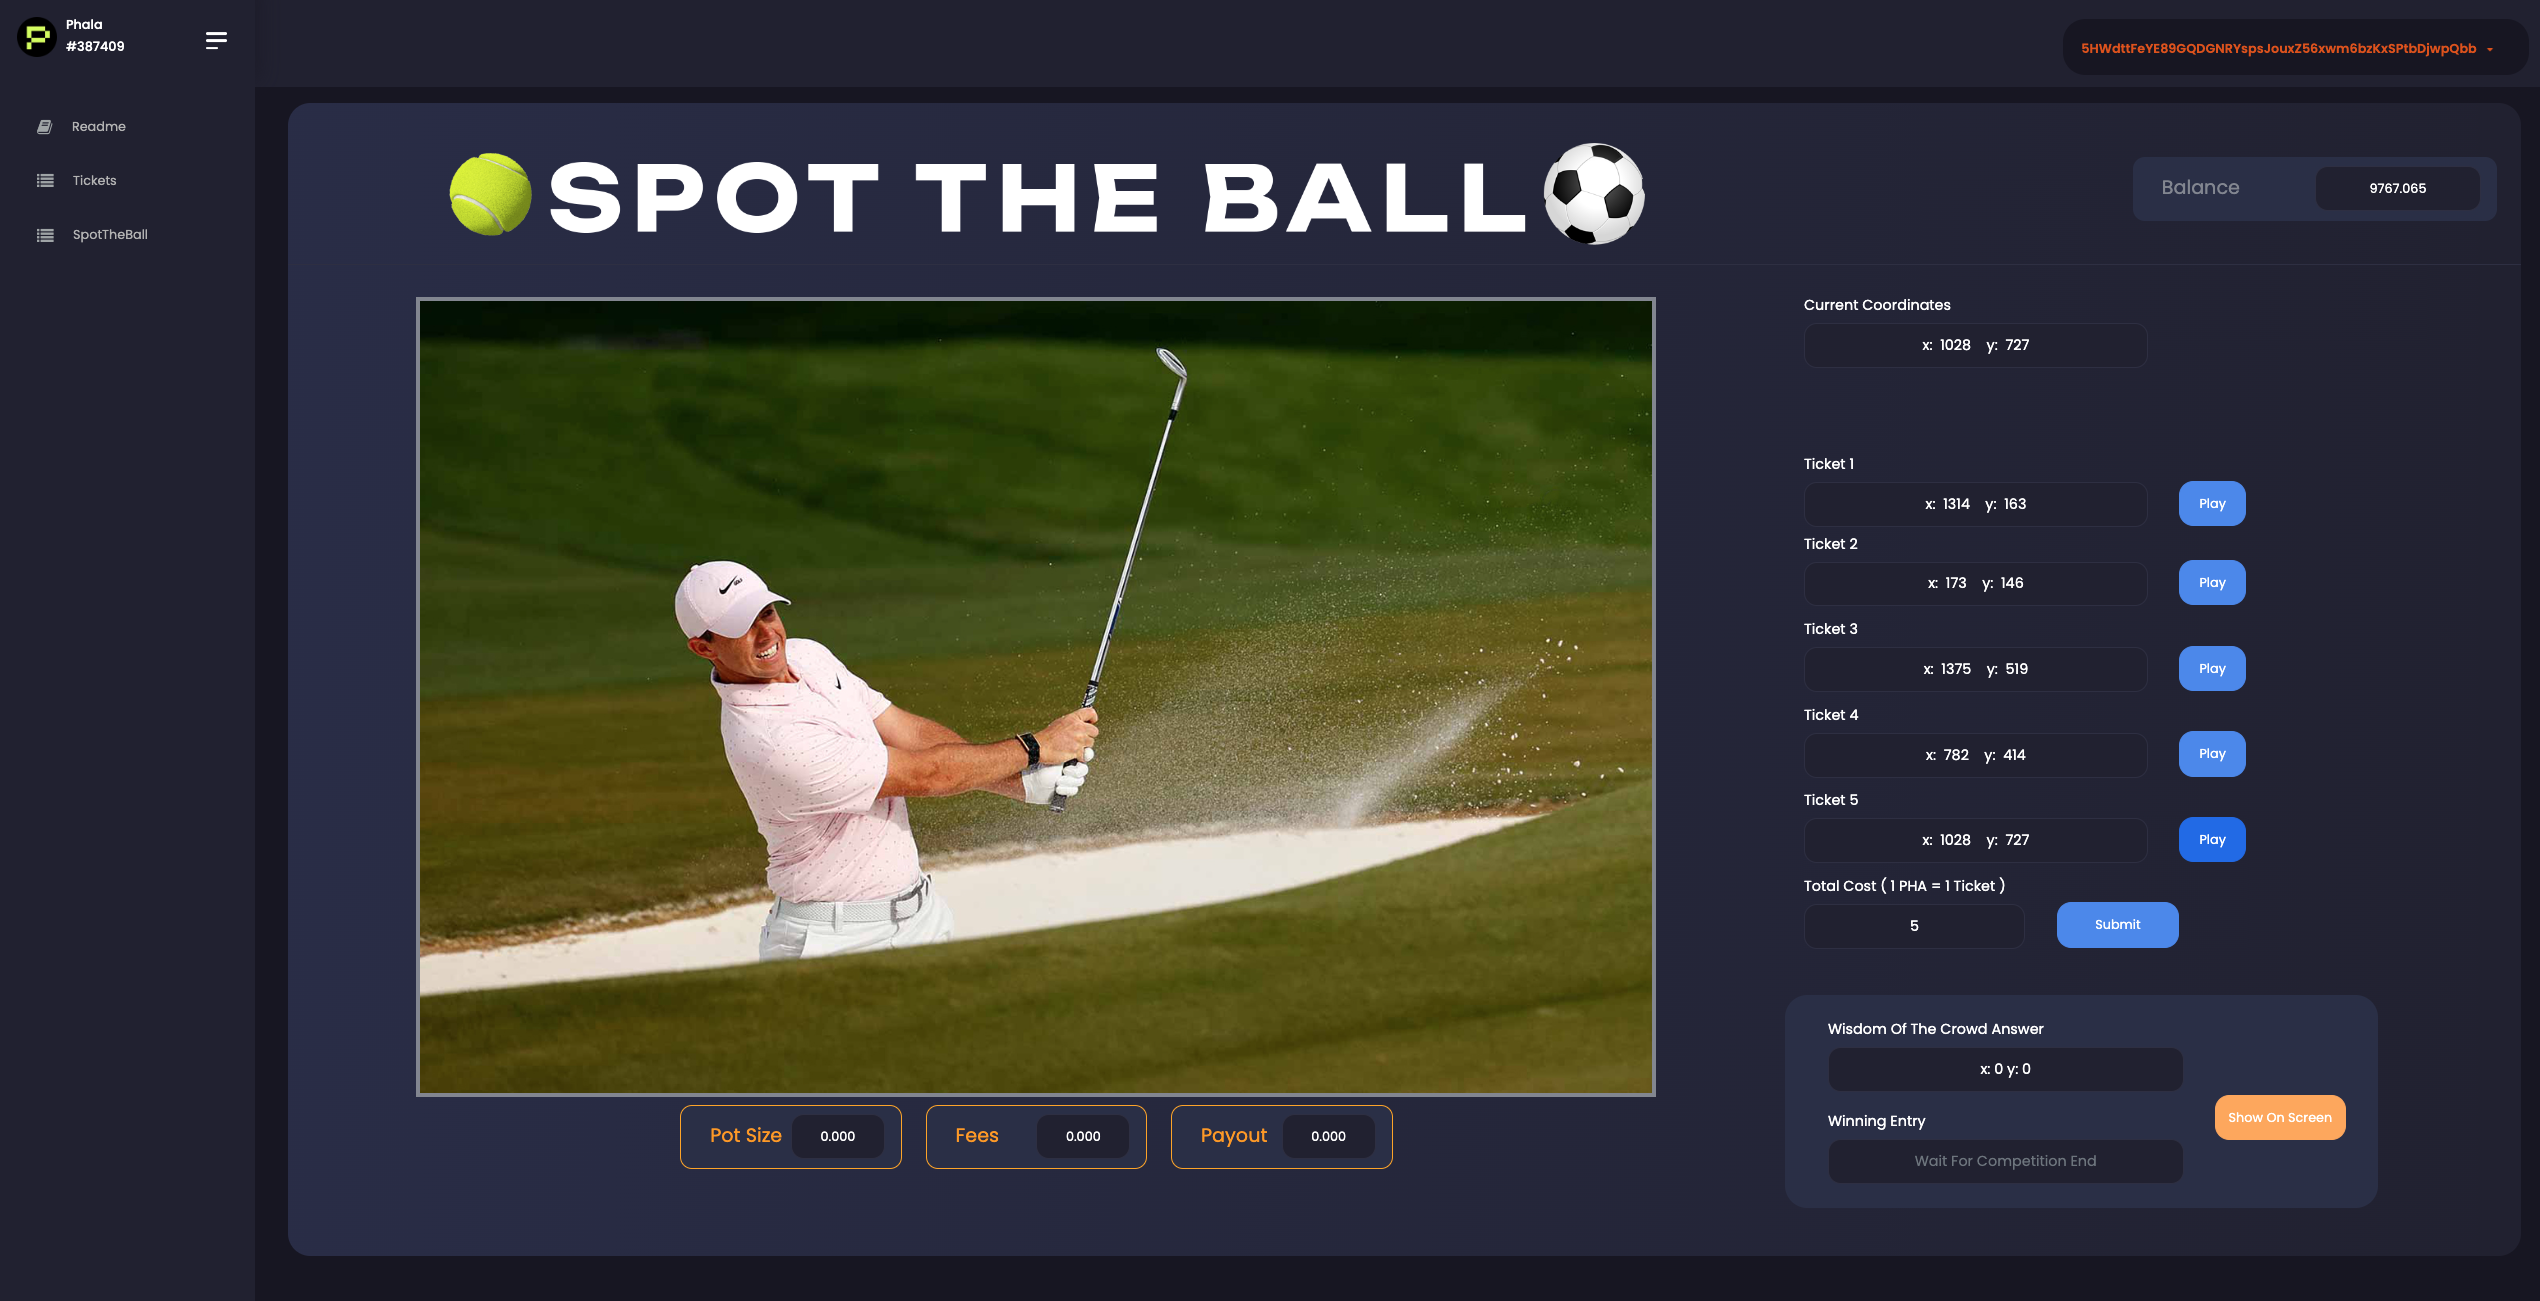 Phala
#387409
5HWdttFeYE89GQDGNRYspsJouxZ56xwm6bzKxSPtbDjwpQbb
Readme
Tickets
SpotTheBall
SPOT THE BALL
Balance 9767.065
Current Coordinates
x: 1028 y: 727
Ticket 1
x: 1314 y: 163 Play
Ticket 2
x: 173 y: 146 Play
Ticket 3
x: 1375 y: 519 Play
Ticket 4
x: 782 y: 414 Play
Ticket 5
x: 1028 y: 727 Play
Total Cost ( 1 PHA = 1 Ticket )
5 Submit
Wisdom Of The Crowd Answer
x: 0 y: 0
Show On Screen
Winning Entry
Wait For Competition End
Pot Size 0.000 Fees 0.000 Payout 0.000